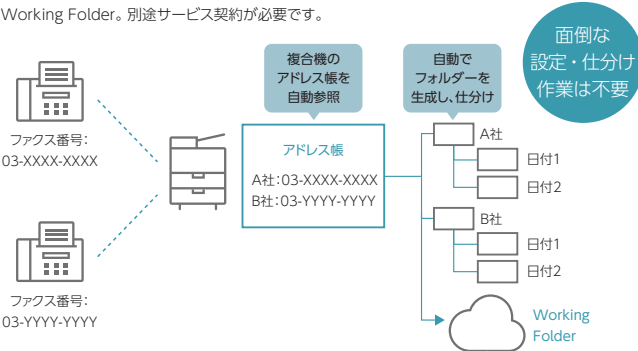 Working Folder。別途サービス契約が必要です。
面倒な
設定・仕分け
作業は不要
複合機の
アドレス帳を
自動参照
自動で
フォルダーを
生成し、仕分け
ファクス番号：
03-XXXX-XXXX
アドレス帳
A社：03-XXXX-XXXX
B社：03-YYYY-YYYY
A社
日付1
日付2
B社
日付1
日付2
ファクス番号：
03-YYYY-YYYY
Working
Folder